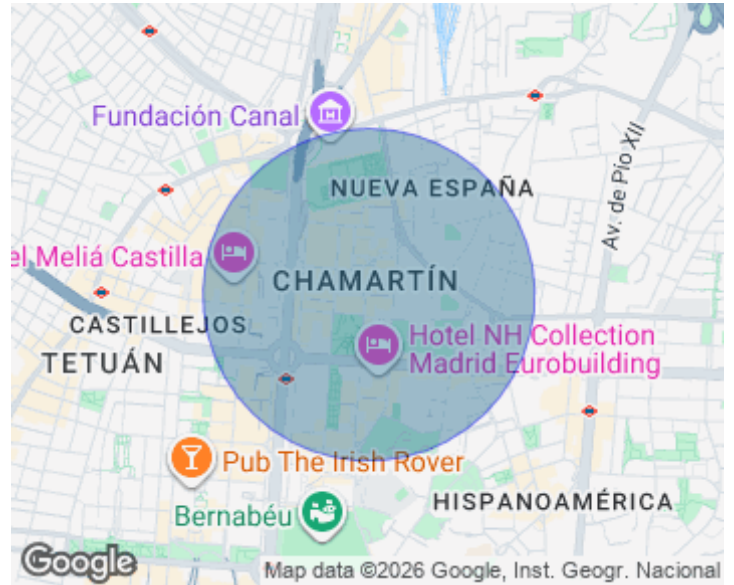 Fundación Canal
NUEVA ESPAÑA
Av. de Pío XII
el Meliá Castilla
CHAMARTÍN
CASTILLEJOS
TETUÁN
Hotel NH Collection
Madrid Eurobuilding
Pub The Irish Rover
HISPANOAMÉRICA
Bernabéu
Google
Map data ©2026 Google, Inst. Geogr. Nacional